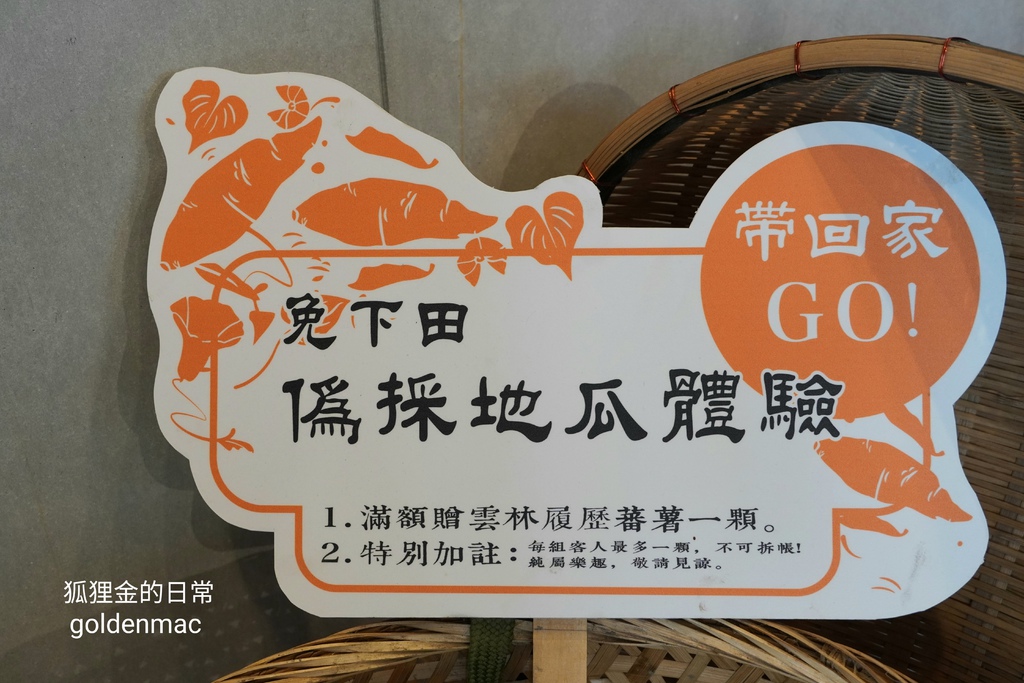 帶回家
GO!
免下田
偽採地瓜體驗
1.滿額贈雲林履歷蕃薯一顆。
2.特別加註:每組客人最多一顆,不可拆帳!
純屬樂趣,敬請見諒。
狐狸金的日常
goldenmac